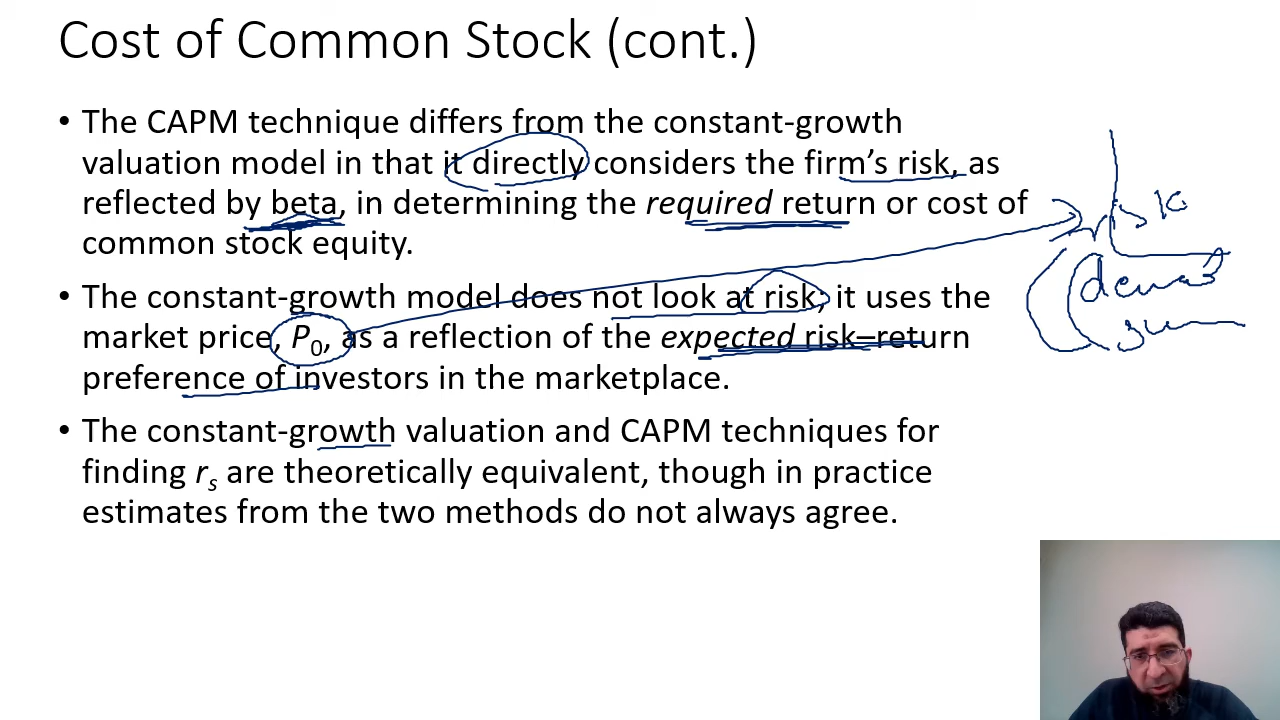 Cost of Common Stock (cont.)
• The CAPM technique differs from the constant-growth
valuation model in that it directly considers the firm’s risk, as
reflected by beta, in determining the required return or cost of
common stock equity.
• The constant-growth model does not look at risk; it uses the
market price, P0, as a reflection of the expected risk–return
preference of investors in the marketplace.
• The constant-growth valuation and CAPM techniques for
finding rs are theoretically equivalent, though in practice
estimates from the two methods do not always agree.
risk